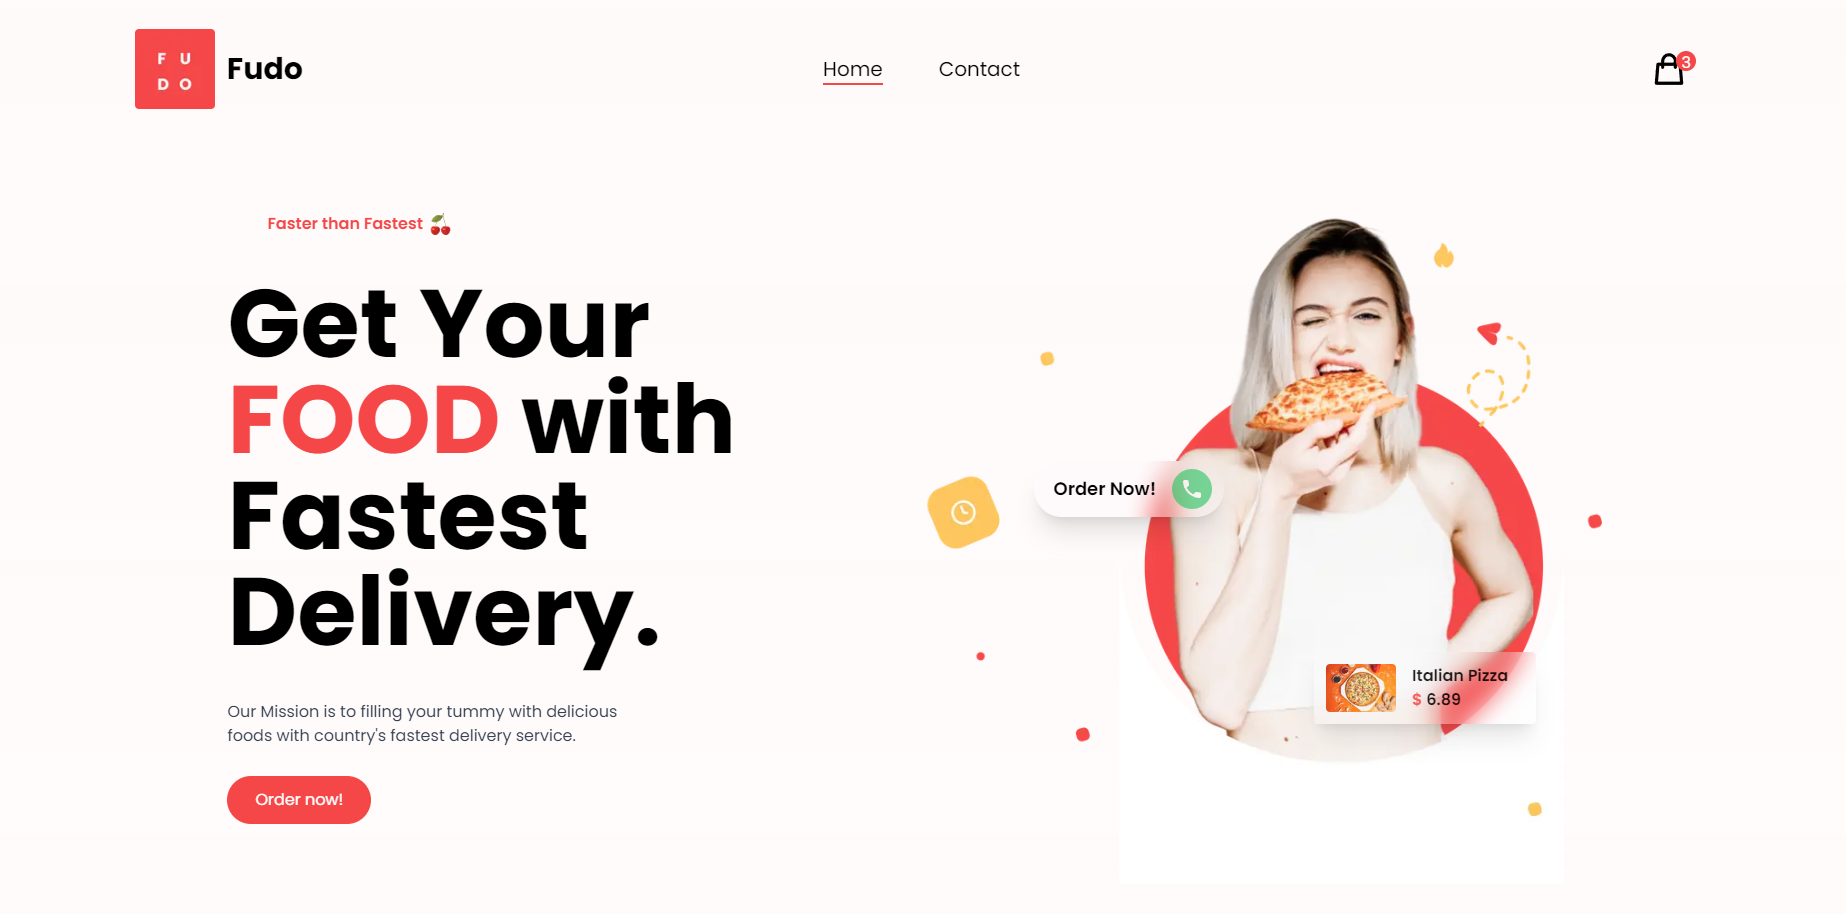 F U
D O
Fudo
Home
Contact
3
Faster than Fastest
Get Your
FOOD with
Fastest
Delivery.
Our Mission is to filling your tummy with delicious
foods with country's fastest delivery service.
Order now!
Order Now!
Italian Pizza
$ 6.89